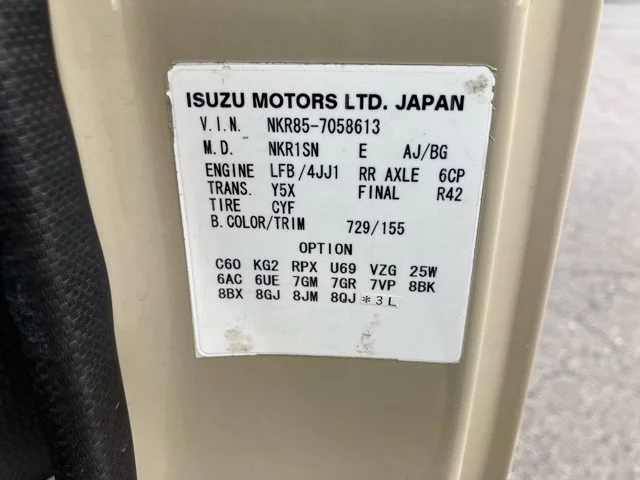 ISUZU MOTORS LTD. JAPAN
V.I.N. NKR85-7058613
M.D. NKR1SN E AJ/BG
ENGINE LFB/4JJ1 RR AXLE 6CP
TRANS. Y5X FINAL R42
TIRE CYF
B.COLOR/TRIM 729/155
OPTION
C60 KG2 RPX U69 VZG 25W
6AC 6UE 7GM 7GR 7VP 8BK
8BX 8GJ 8JM 8QJ *3L